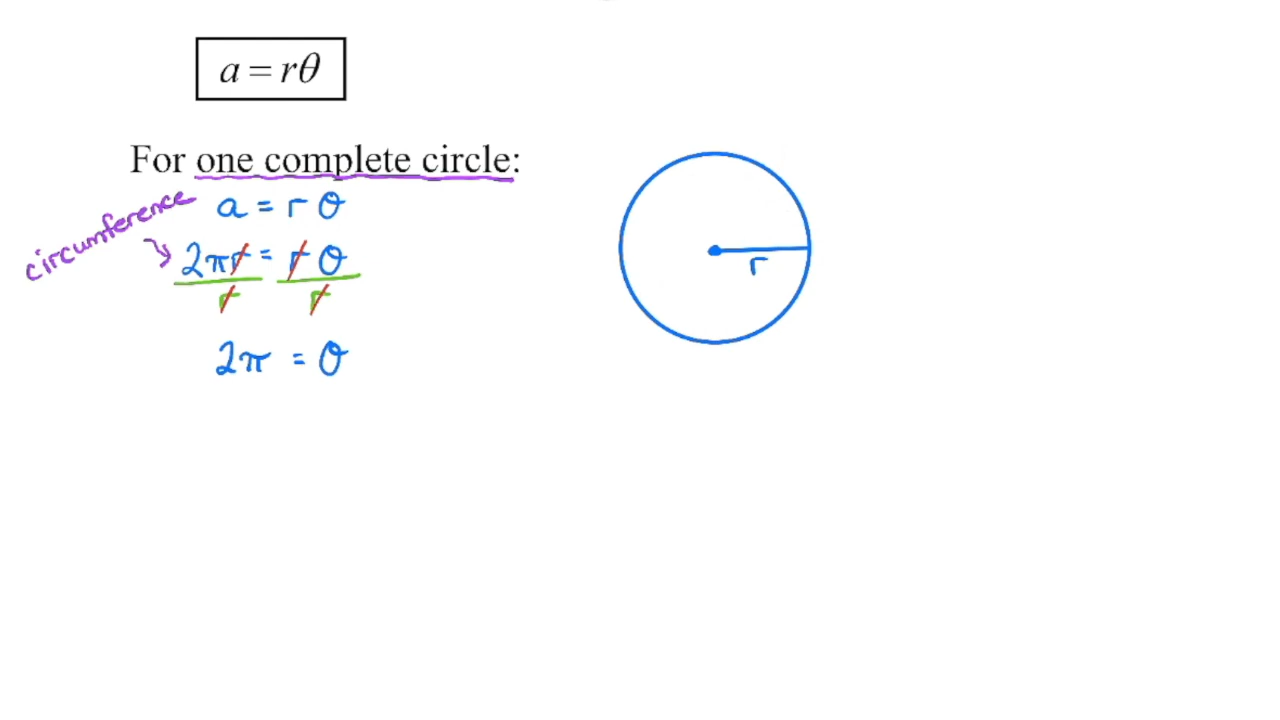 a = rθ
For one complete circle:
circumference
a = r θ
2πr = r θ
r r
2π = θ
r